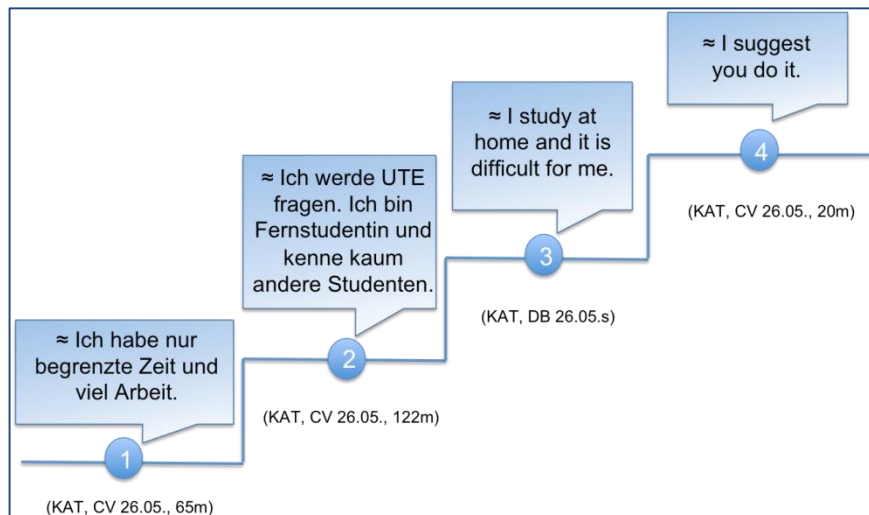 ≈ I suggest
you do it.
4
(KAT, CV 26.05., 20m)
≈ I study at
home and it is
difficult for me.
3
(KAT, DB 26.05.s)
≈ Ich werde UTE
fragen. Ich bin
Fernstudentin und
kenne kaum
andere Studenten.
2
(KAT, CV 26.05., 122m)
≈ Ich habe nur
begrenzte Zeit und
viel Arbeit.
1
(KAT, CV 26.05., 65m)